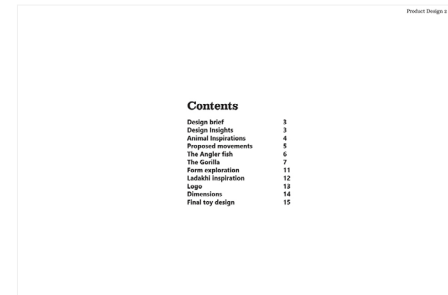 Product Design 2
Contents
Design brief 3
Design Insights 3
Animal Inspirations 4
Proposed movements 5
The Angler fish 6
The Gorilla 7
Form exploration 11
Ladakhi inspiration 12
Logo 13
Dimensions 14
Final toy design 15